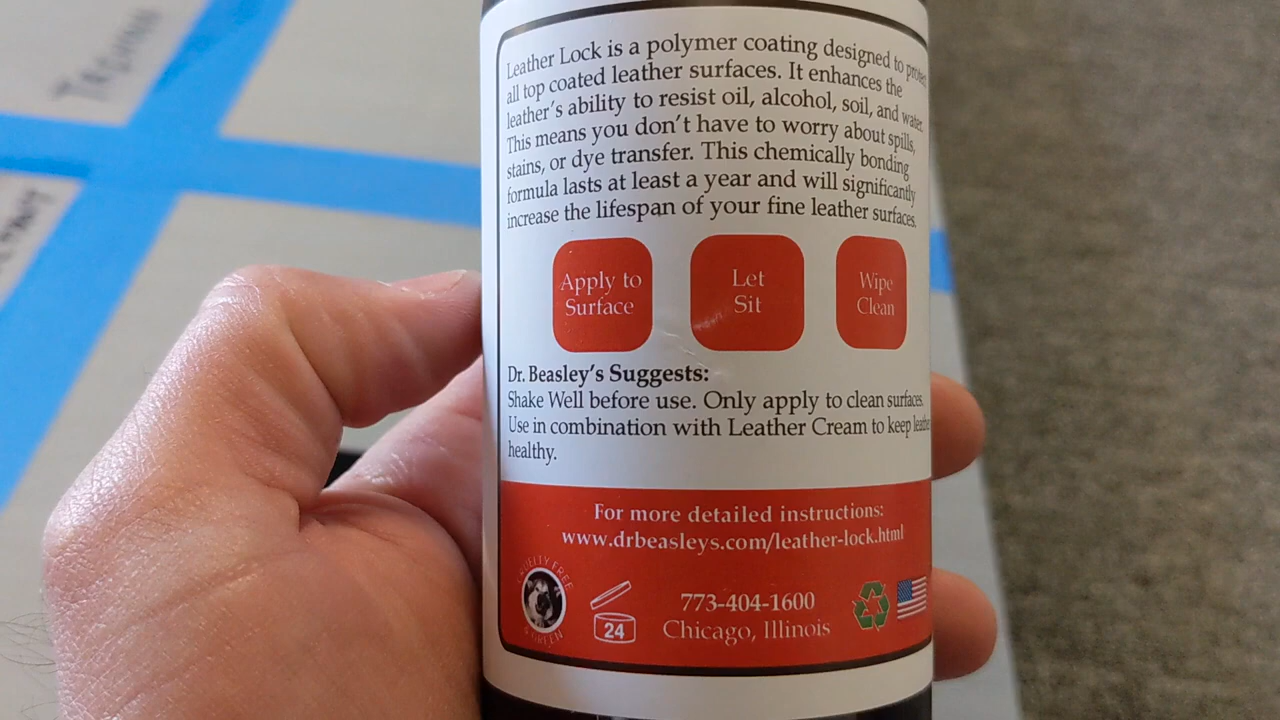 Leather Lock is a polymer coating designed to protect
all top coated leather surfaces. It enhances the
leather's ability to resist oil, alcohol, soil, and water.
This means you don't have to worry about spills,
stains, or dye transfer. This chemically bonding
formula lasts at least a year and will significantly
increase the lifespan of your fine leather surfaces.
Apply to
Surface
Let
Sit
Wipe
Clean
Dr. Beasley's Suggests:
Shake Well before use. Only apply to clean surfaces.
Use in combination with Leather Cream to keep leather
healthy.
For more detailed instructions:
www.drbeasleys.com/leather-lock.html
CRUELTY FREE
& GREEN
24
773-404-1600
Chicago, Illinois